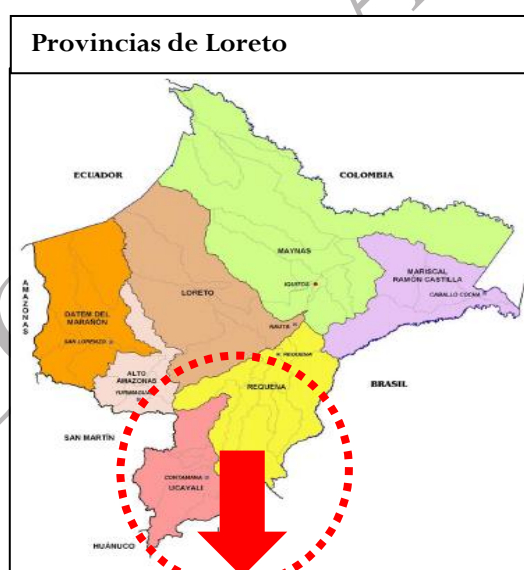 Provincias de Loreto
ECUADOR
COLOMBIA
MAYNAS
IQUITOS
MARISCAL
RAMÓN CASTILLA
CABALLO COCHA
AMAZONAS
LORETO
DATEM DEL
MARAÑÓN
SAN LORENZO
NAUTA
REQUENA
ALTO
AMAZONAS
YURIMAGUAS
REQUENA
BRASIL
SAN MARTÍN
CONTAMANA
UCAYALI
HUÁNUCO